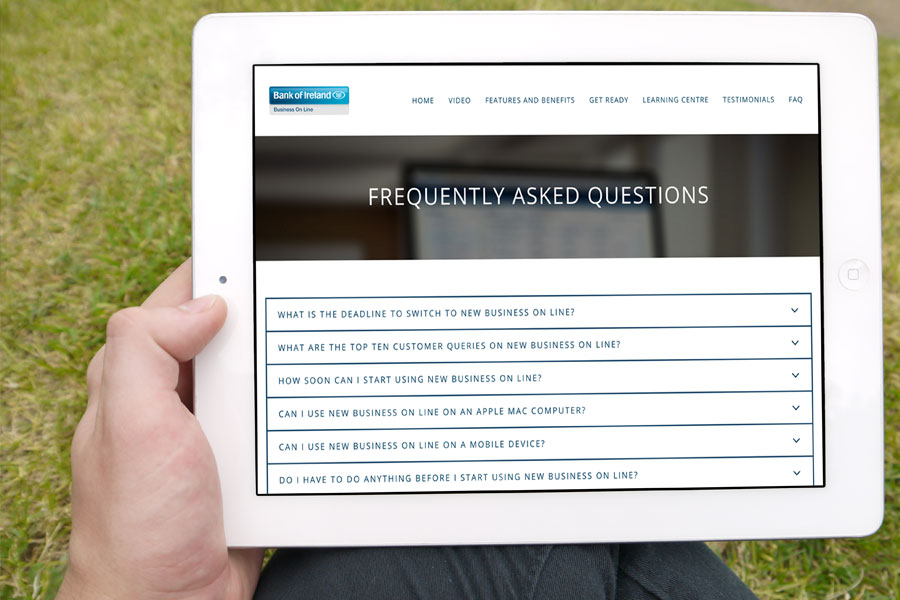 Bank of Ireland
Business On Line
HOME VIDEO FEATURES AND BENEFITS GET READY LEARNING CENTRE TESTIMONIALS FAQ
FREQUENTLY ASKED QUESTIONS
WHAT IS THE DEADLINE TO SWITCH TO NEW BUSINESS ON LINE?
WHAT ARE THE TOP TEN CUSTOMER QUERIES ON NEW BUSINESS ON LINE?
HOW SOON CAN I START USING NEW BUSINESS ON LINE?
CAN I USE NEW BUSINESS ON LINE ON AN APPLE MAC COMPUTER?
CAN I USE NEW BUSINESS ON LINE ON A MOBILE DEVICE?
DO I HAVE TO DO ANYTHING BEFORE I START USING NEW BUSINESS ON LINE?